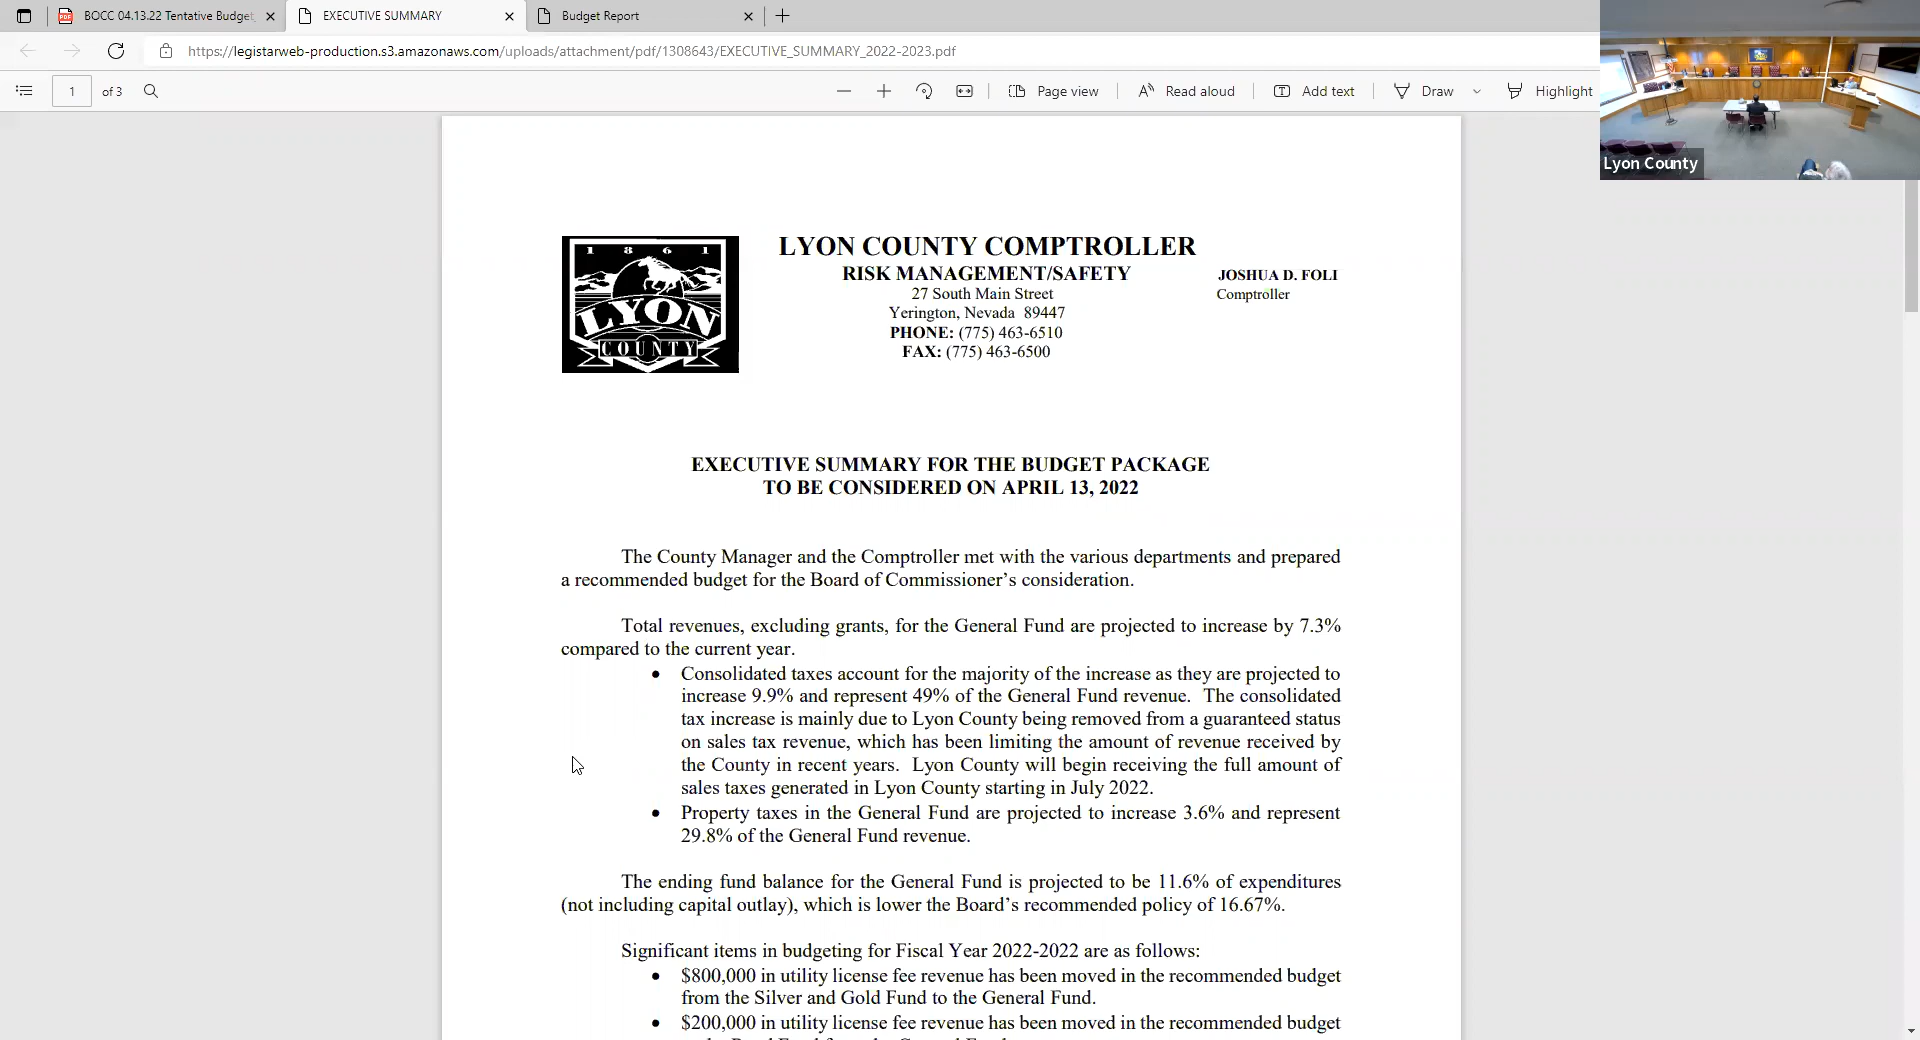 BOCC 04.13.22 Tentative Budget
EXECUTIVE SUMMARY
Budget Report
https://legistarweb-production.s3.amazonaws.com/uploads/attachment/pdf/1308643/EXECUTIVE_SUMMARY_2022-2023.pdf
1 of 3
Page view
Read aloud
Add text
Draw
Highlight
Lyon County
1861
LYON
COUNTY
LYON COUNTY COMPTROLLER
RISK MANAGEMENT/SAFETY
27 South Main Street
Yerington, Nevada 89447
PHONE: (775) 463-6510
FAX: (775) 463-6500
JOSHUA D. FOLI
Comptroller
EXECUTIVE SUMMARY FOR THE BUDGET PACKAGE
TO BE CONSIDERED ON APRIL 13, 2022
The County Manager and the Comptroller met with the various departments and prepared
a recommended budget for the Board of Commissioner's consideration.
Total revenues, excluding grants, for the General Fund are projected to increase by 7.3%
compared to the current year.
• Consolidated taxes account for the majority of the increase as they are projected to
increase 9.9% and represent 49% of the General Fund revenue. The consolidated
tax increase is mainly due to Lyon County being removed from a guaranteed status
on sales tax revenue, which has been limiting the amount of revenue received by
the County in recent years. Lyon County will begin receiving the full amount of
sales taxes generated in Lyon County starting in July 2022.
• Property taxes in the General Fund are projected to increase 3.6% and represent
29.8% of the General Fund revenue.
The ending fund balance for the General Fund is projected to be 11.6% of expenditures
(not including capital outlay), which is lower the Board's recommended policy of 16.67%.
Significant items in budgeting for Fiscal Year 2022-2022 are as follows:
• $800,000 in utility license fee revenue has been moved in the recommended budget
from the Silver and Gold Fund to the General Fund.
• $200,000 in utility license fee revenue has been moved in the recommended budget